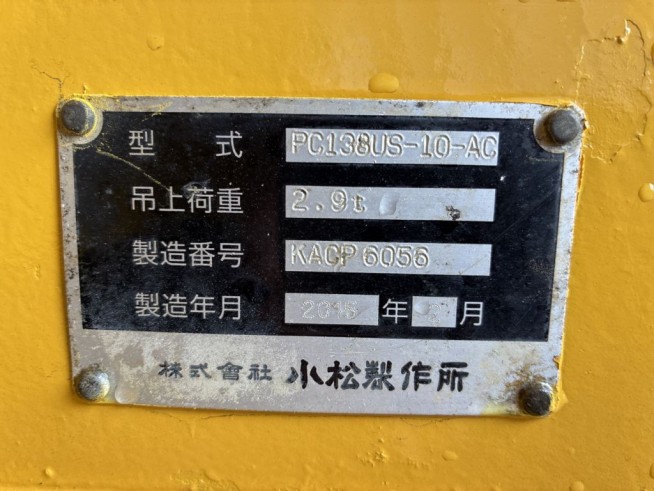 型 式 PC138US-10-AC
吊上荷重 2.9t
製造番号 KACP 6056
製造年月 年 月
株式會社 小松製作所